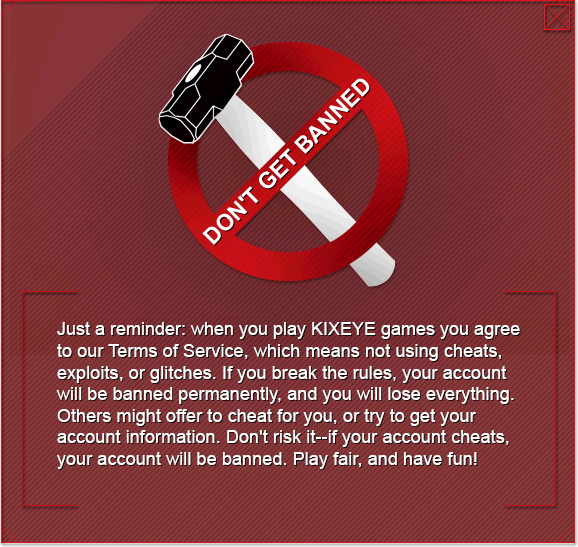 DON'T GET BANNED
Just a reminder: when you play KIXEYE games you agree
to our Terms of Service, which means not using cheats,
exploits, or glitches. If you break the rules, your account
will be banned permanently, and you will lose everything.
Others might offer to cheat for you, or try to get your
account information. Don't risk it--if your account cheats,
your account will be banned. Play fair, and have fun!